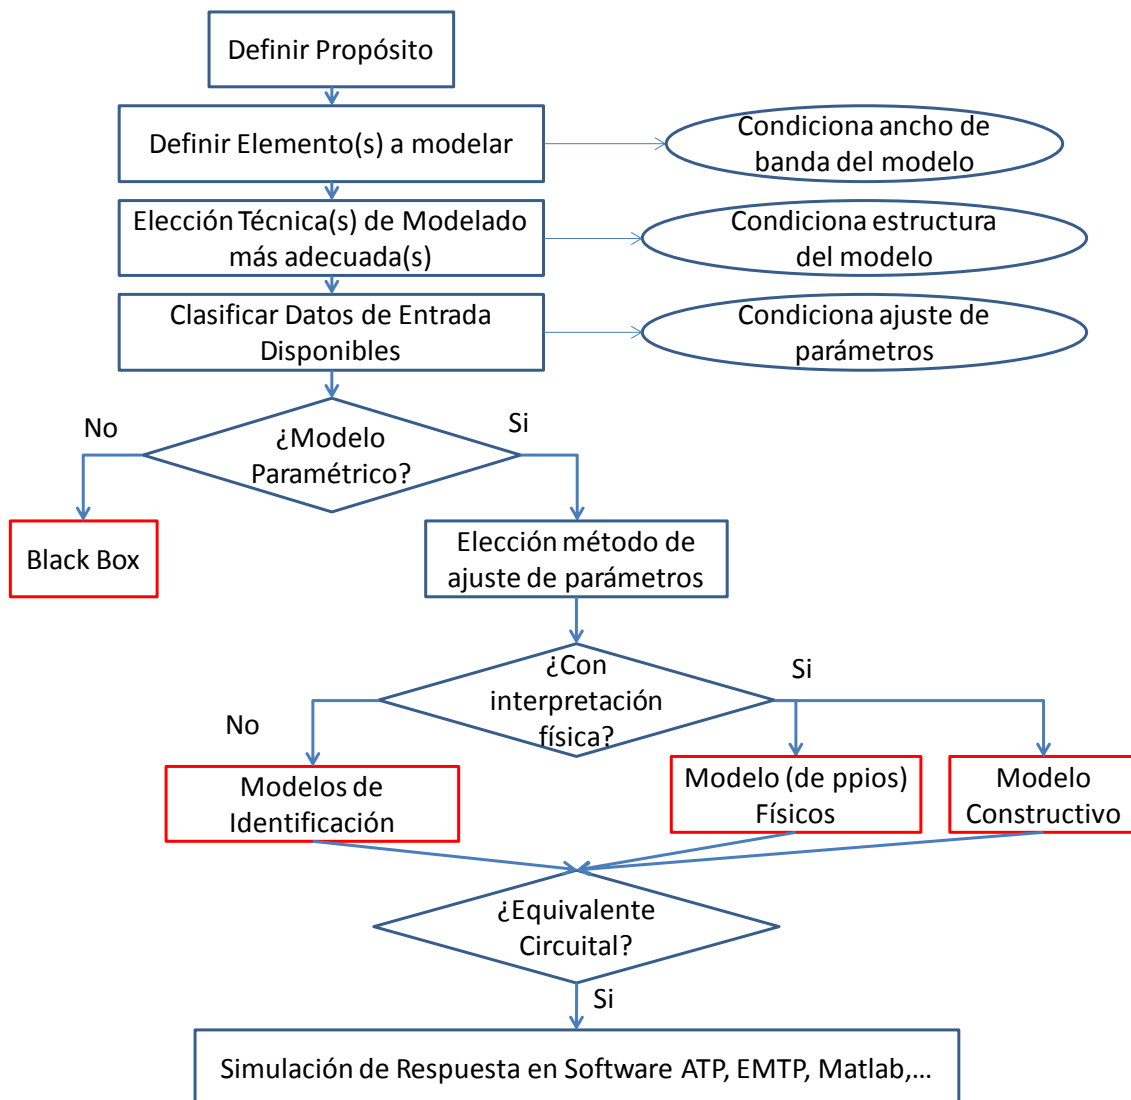 Definir Propósito
Definir Elemento(s) a modelar
Condiciona ancho de
banda del modelo
Elección Técnica(s) de Modelado
más adecuada(s)
Condiciona estructura
del modelo
Clasificar Datos de Entrada
Disponibles
Condiciona ajuste de
parámetros
No
Si
¿Modelo
Paramétrico?
Black Box
Elección método de
ajuste de parámetros
¿Con
interpretación
física?
Si
No
Modelos de
Identificación
Modelo (de ppios)
Físicos
Modelo
Constructivo
¿Equivalente
Circuital?
Si
Simulación de Respuesta en Software ATP, EMTP, Matlab,...